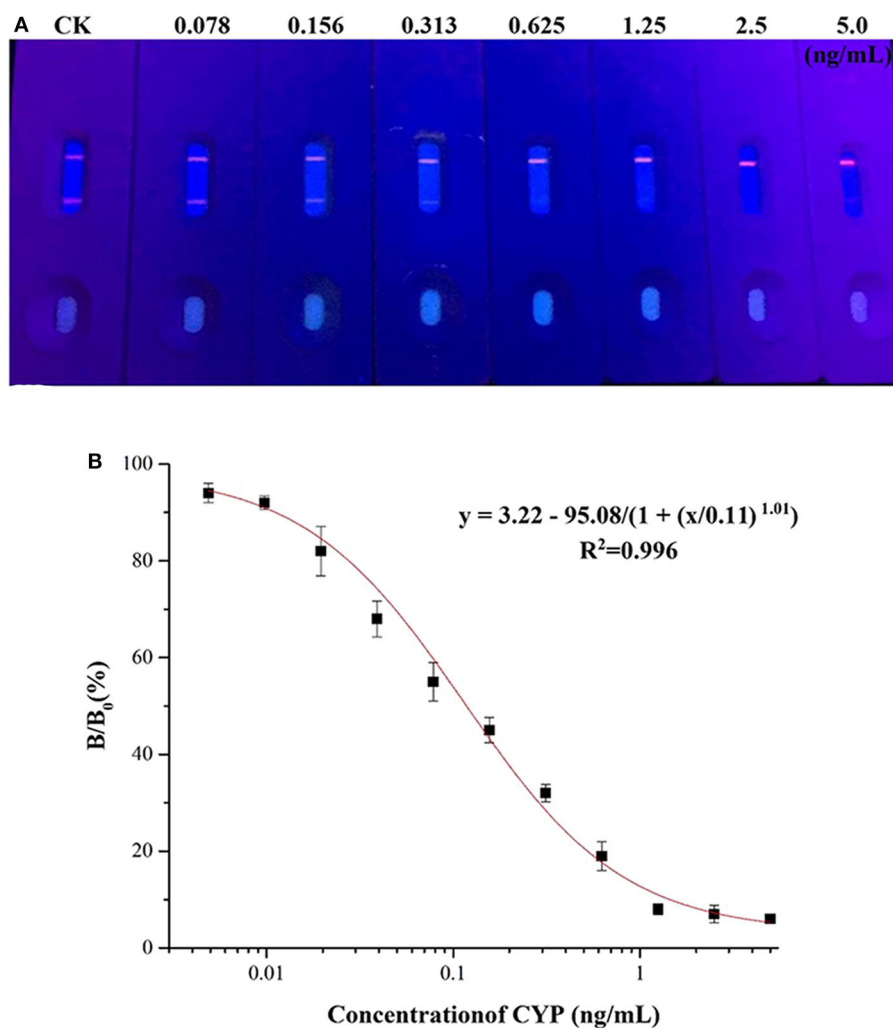 A CK 0.078 0.156 0.313 0.625 1.25 2.5 5.0
(ng/mL)
B
100
80
60
40
20
0
B/B₀(%)
y = 3.22 - 95.08/(1 + (x/0.11)^1.01)
R²=0.996
0.01 0.1 1
Concentrationof CYP (ng/mL)